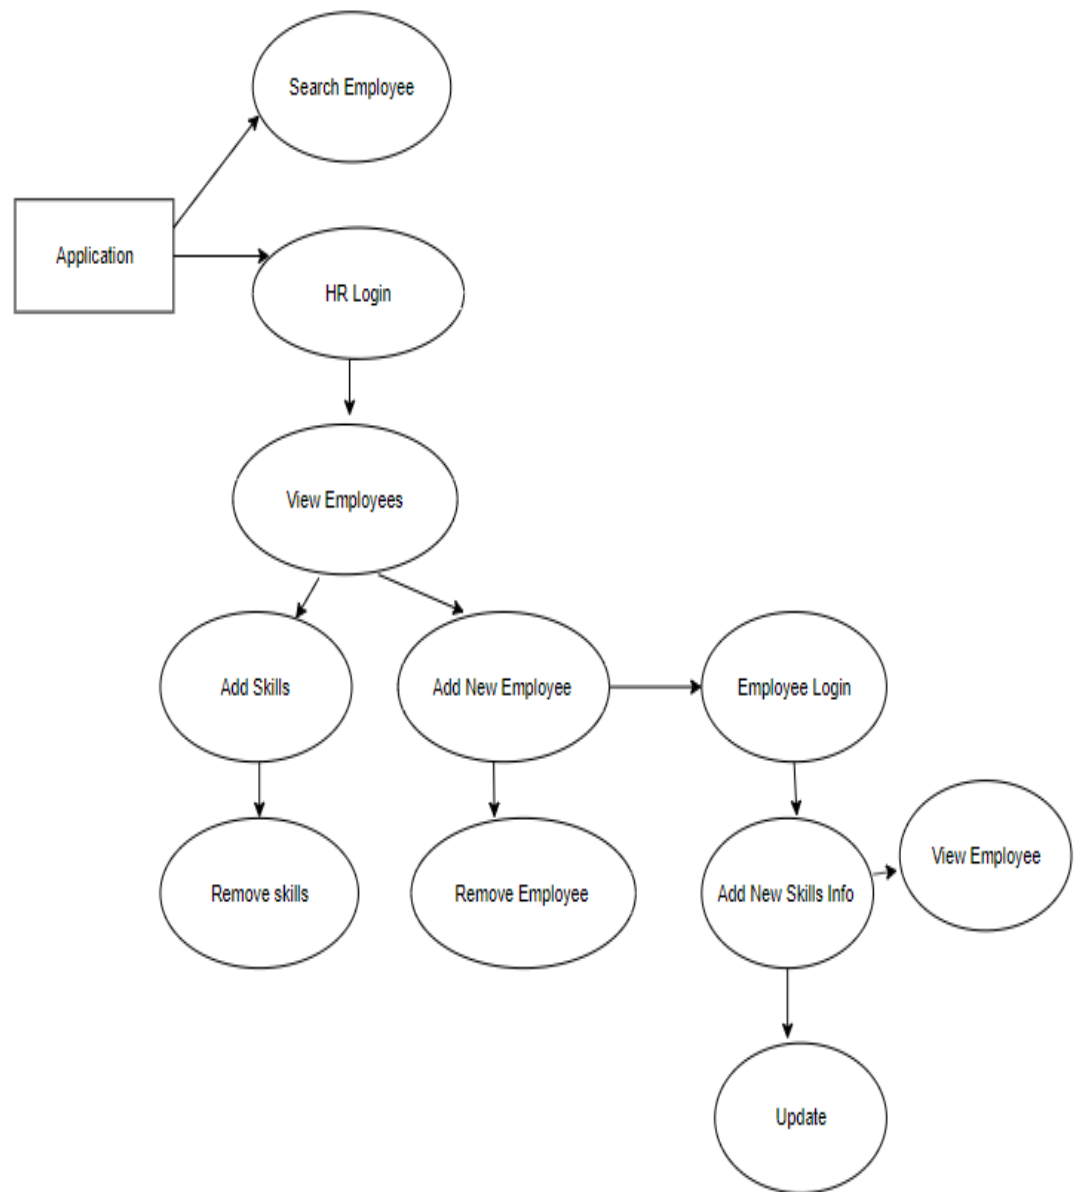 Search Employee
Application
HR Login
View Employees
Add Skills
Add New Employee
Employee Login
View Employee
Remove skills
Remove Employee
Add New Skills Info
Update